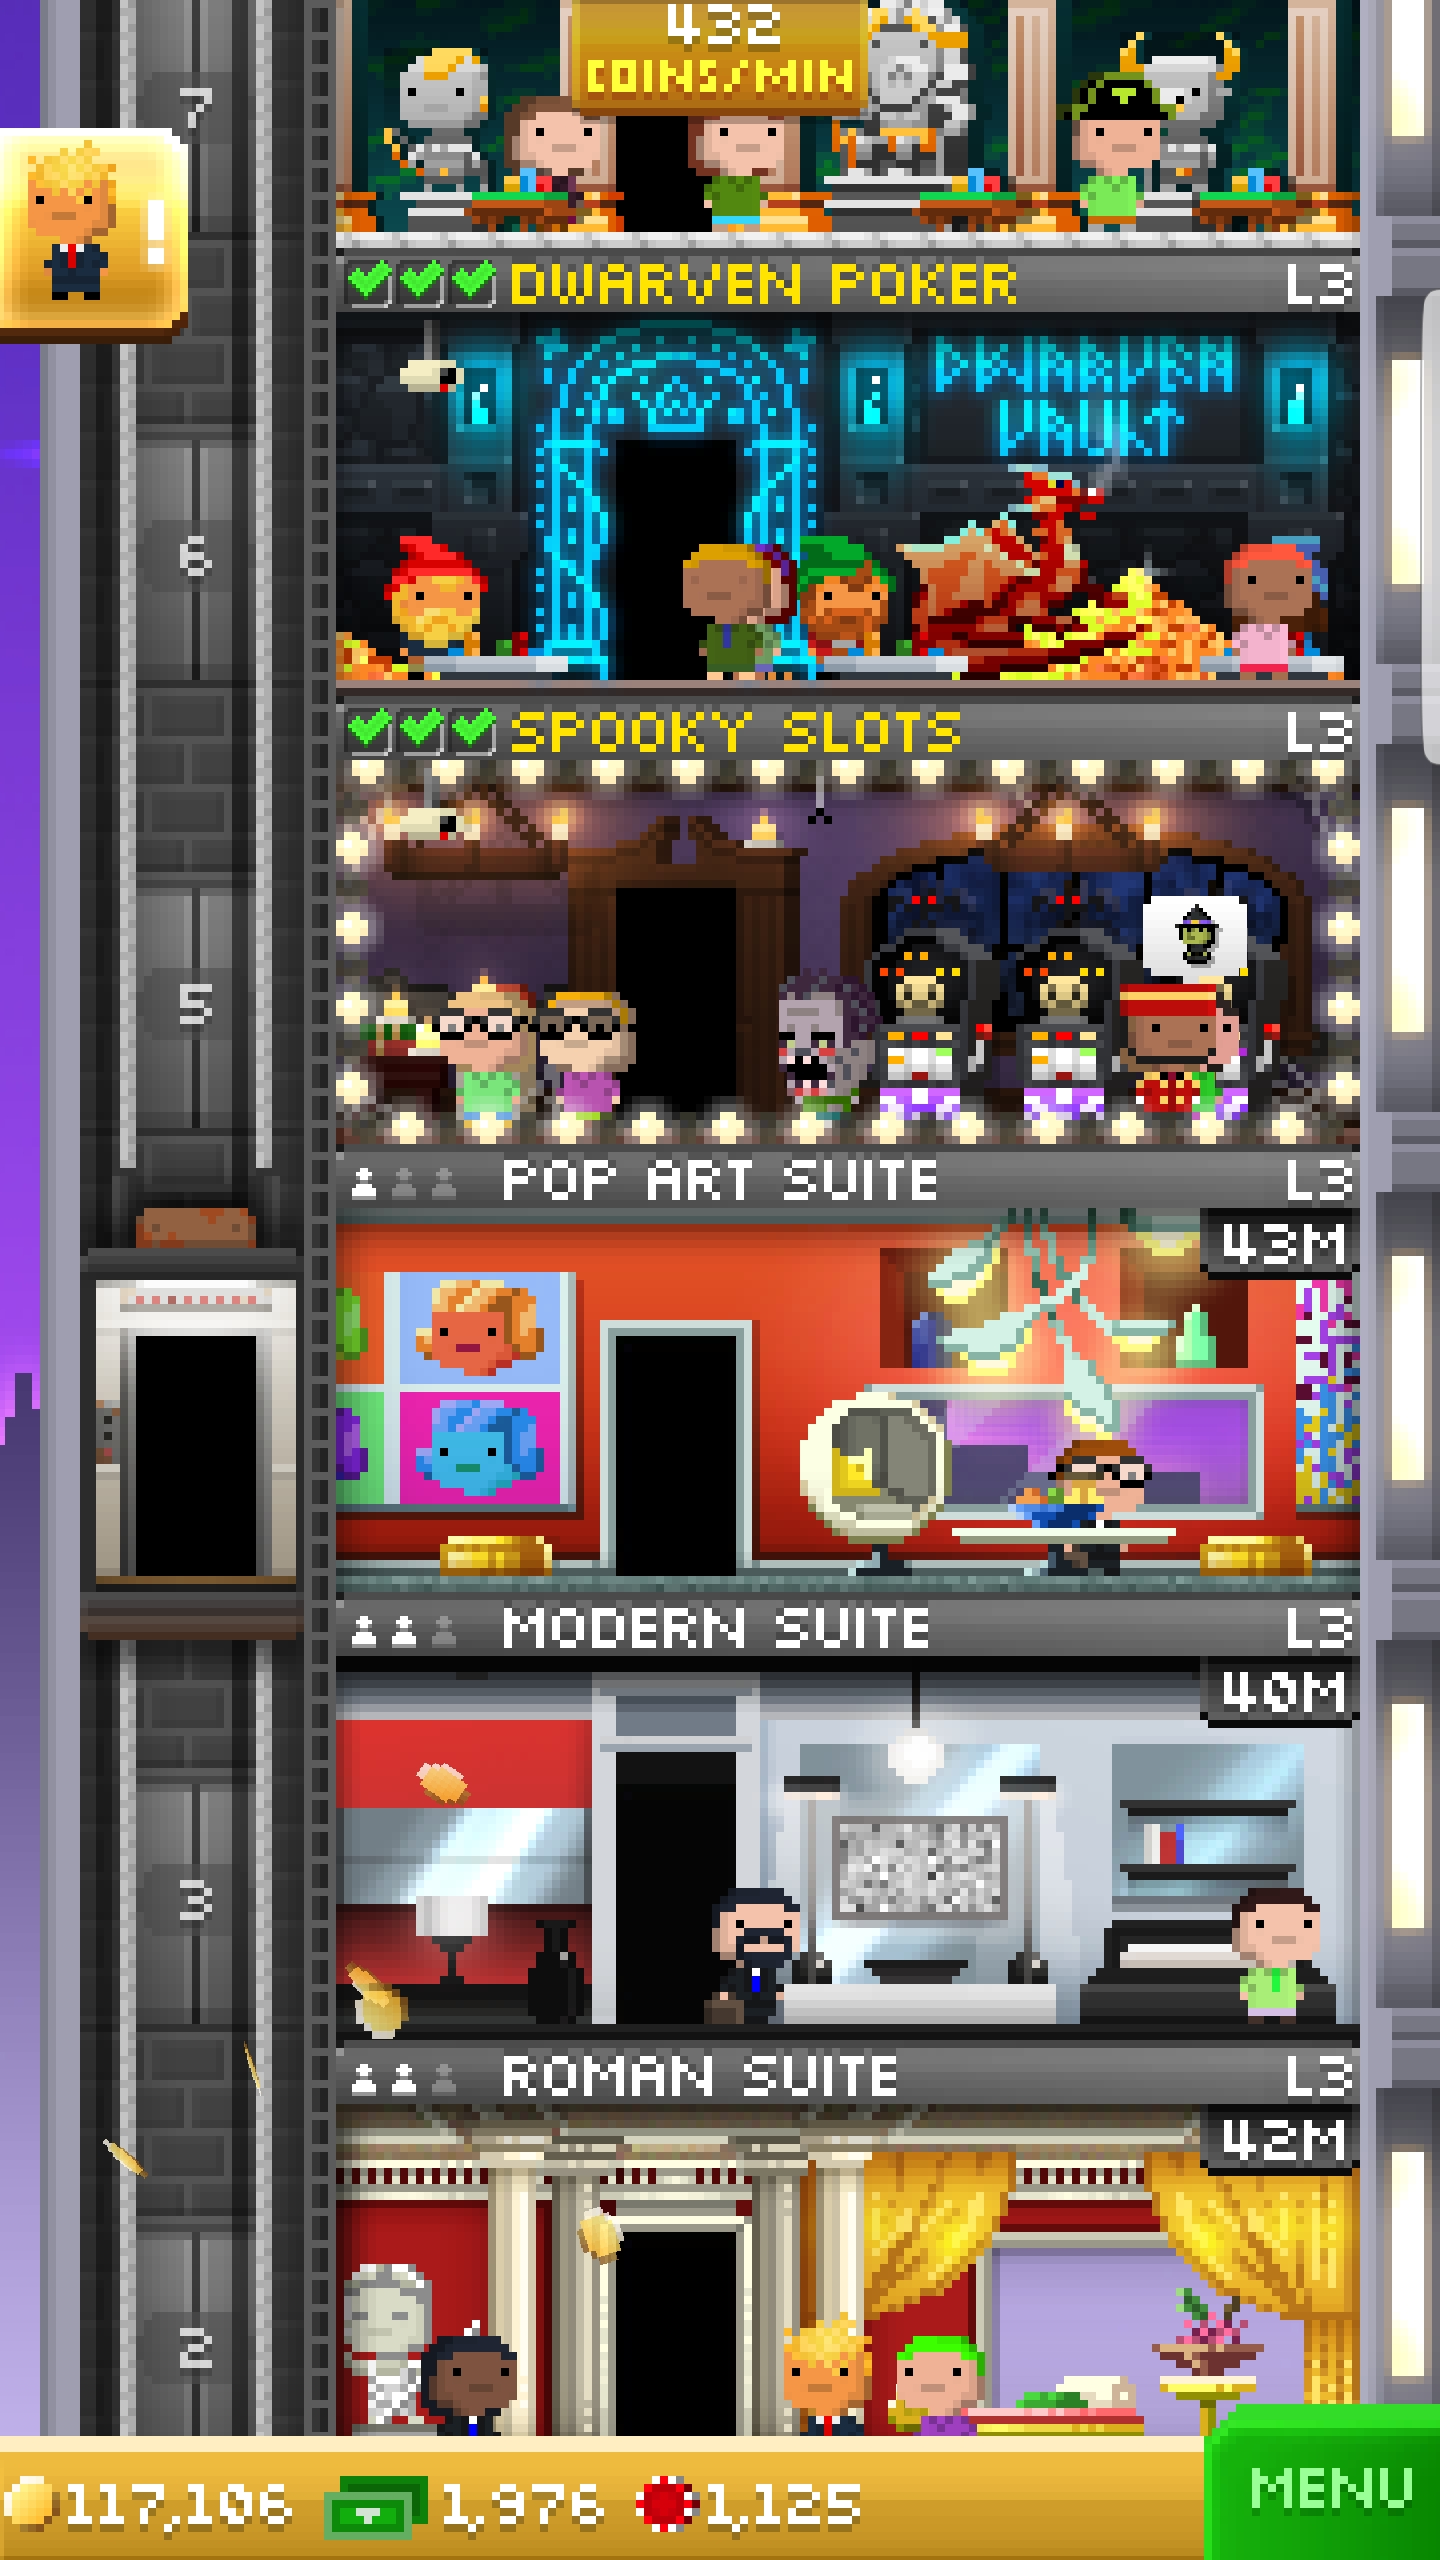 432
COINS/MIN
7
!
DWARVEN POKER L3
DWARVEN
VAULT
6
SPOOKY SLOTS L3
5
POP ART SUITE L3
43M
MODERN SUITE L3
40M
3
ROMAN SUITE L3
42M
2
117,106 1,976 1,125
MENU